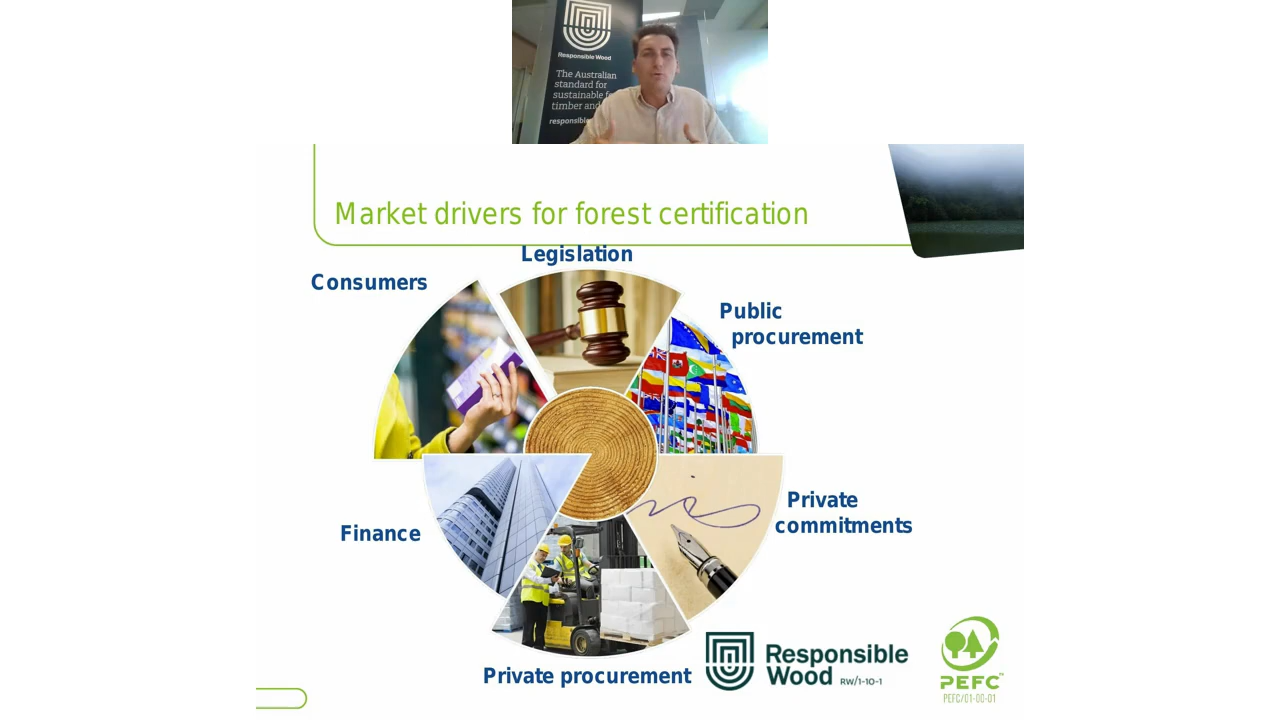 Responsible Wood
The Australian
standard for
sustainable
timber and
Market drivers for forest certification
Legislation
Consumers
Public
procurement
Private
commitments
Finance
Private procurement
Responsible
Wood RW/1-10-1
PEFC™
PEFC/01-00-01